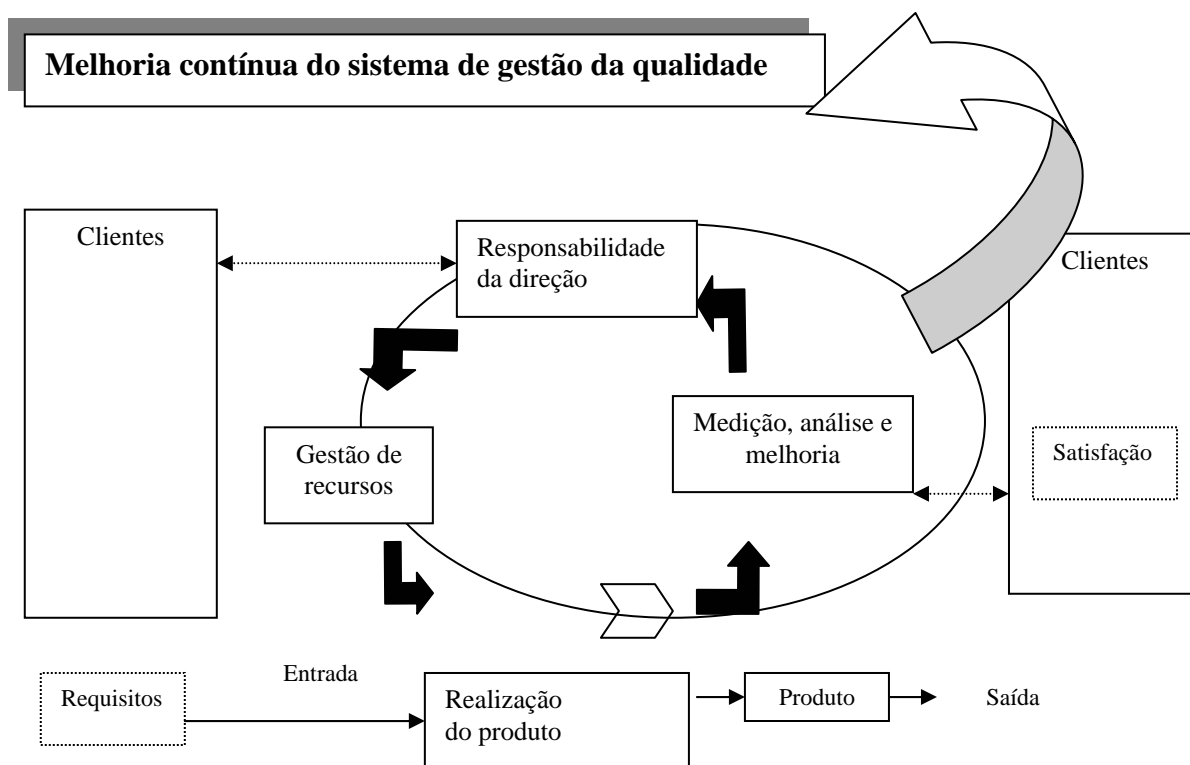 Melhoria contínua do sistema de gestão da qualidade
Clientes
Responsabilidade
da direção
Clientes
Medição, análise e
melhoria
Satisfação
Gestão de
recursos
Entrada
Requisitos
Realização
do produto
Produto
Saída